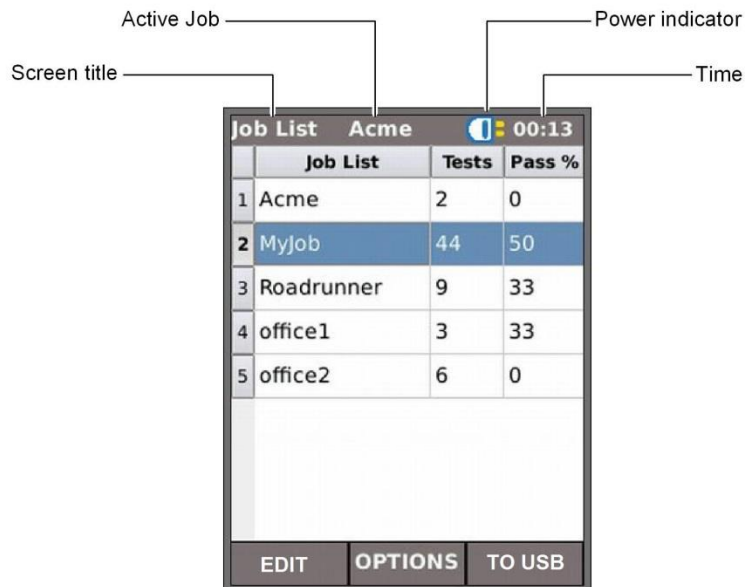 Active Job
Power indicator
Screen title
Time
Job List Acme 00:13
Job List Tests Pass %
1 Acme 2 0
2 MyJob 44 50
3 Roadrunner 9 33
4 office1 3 33
5 office2 6 0
EDIT OPTIONS TO USB